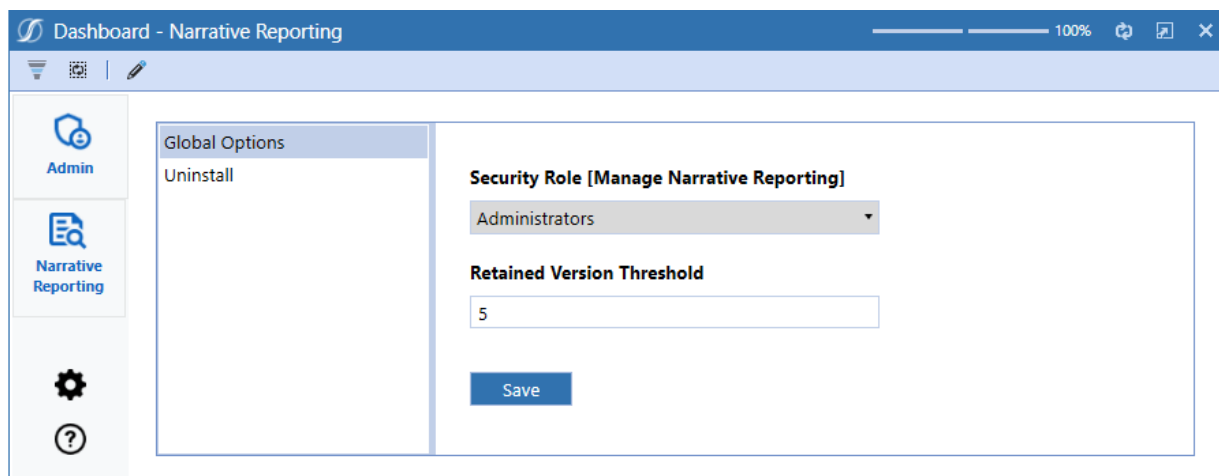 Dashboard - Narrative Reporting
100%
Admin
Narrative
Reporting
Global Options
Uninstall
Security Role [Manage Narrative Reporting]
Administrators
Retained Version Threshold
5
Save
?